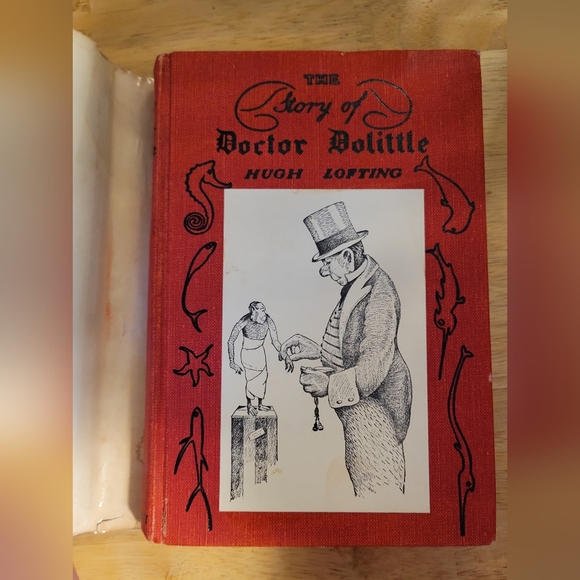 THE
Story of
Doctor Dolittle
HUGH LOFTING